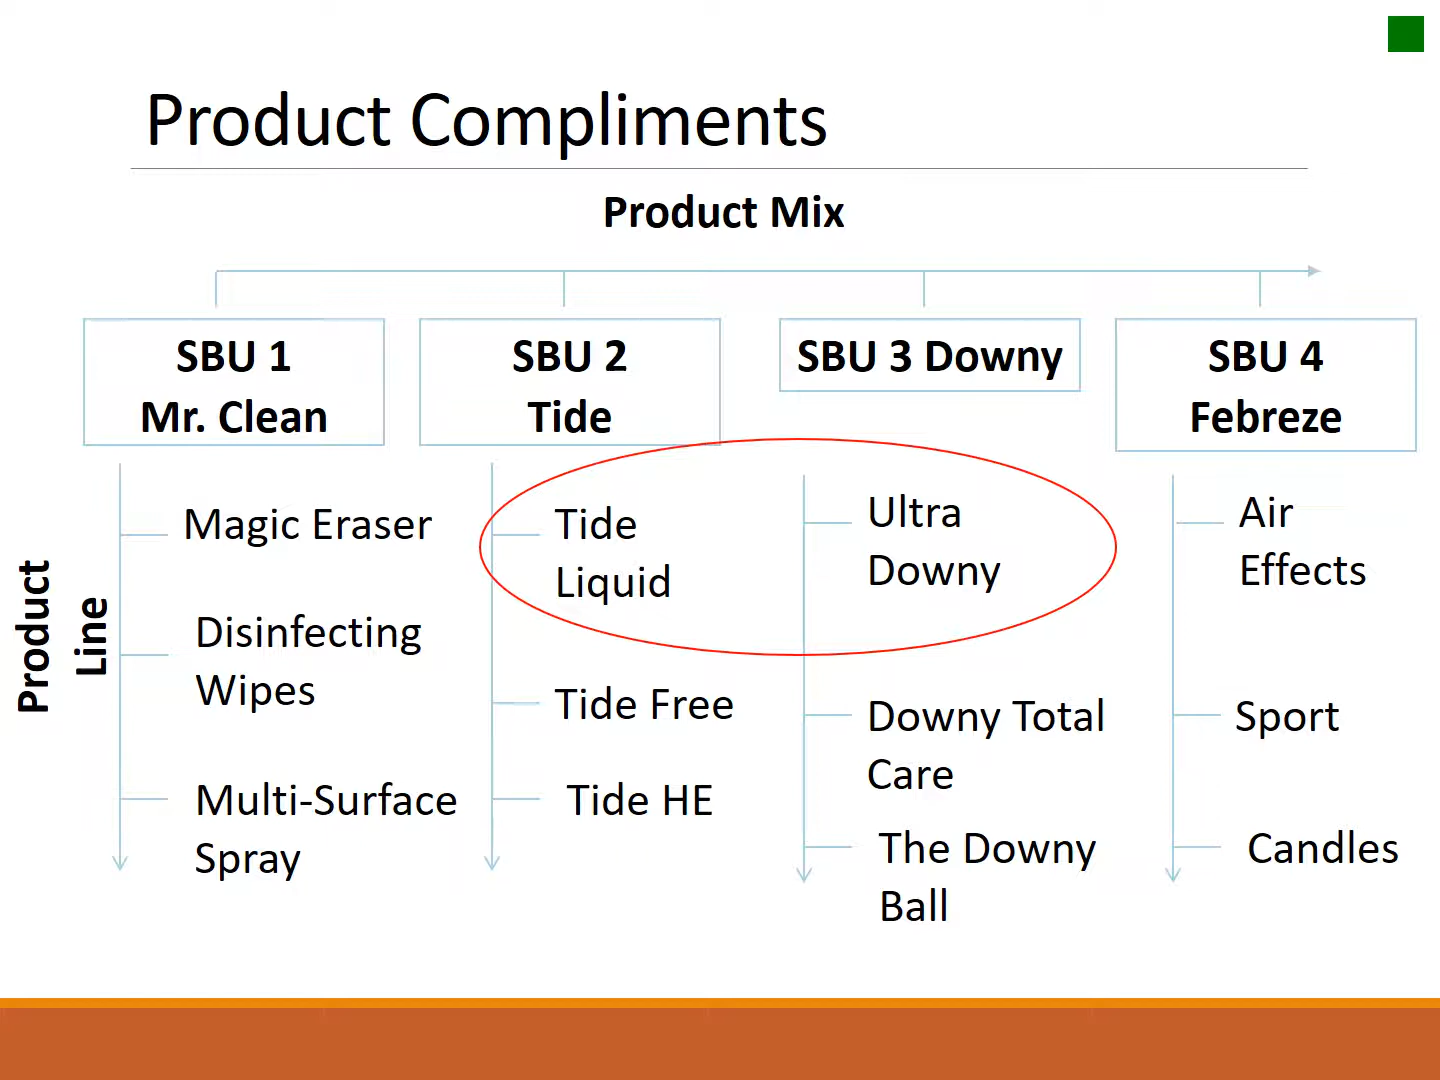 Product Compliments
Product Mix
SBU 1
Mr. Clean
SBU 2
Tide
SBU 3 Downy
SBU 4
Febreze
Product
Line
Magic Eraser
Disinfecting
Wipes
Multi-Surface
Spray
Tide
Liquid
Tide Free
Tide HE
Ultra
Downy
Downy Total
Care
The Downy
Ball
Air
Effects
Sport
Candles